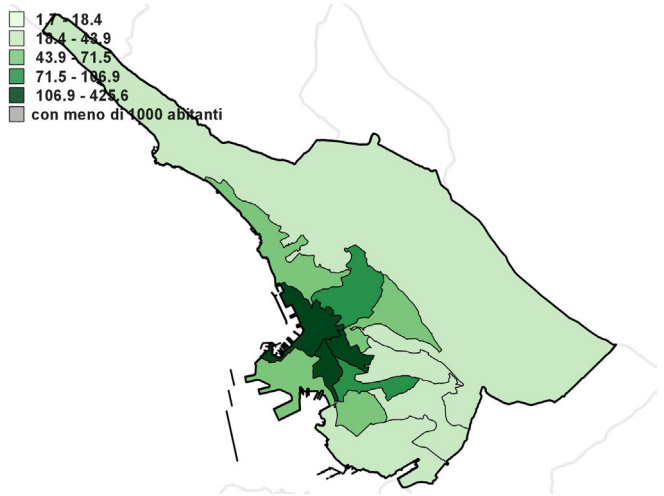 1.7 - 18.4
18.4 - 43.9
43.9 - 71.5
71.5 - 106.9
106.9 - 425.6
con meno di 1000 abitanti